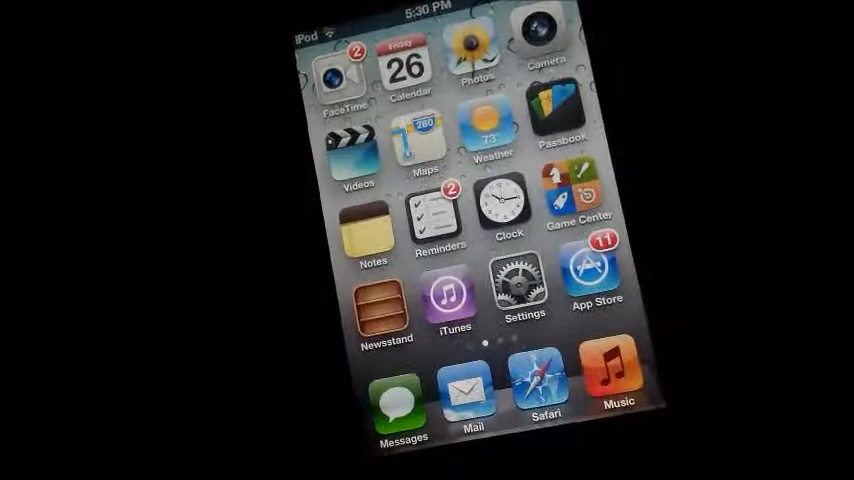 iPod 5:30 PM
2 Friday
26
FaceTime Calendar Photos Camera
280 73°
Videos Maps Weather Passbook
2
Notes Reminders Clock Game Center
11
Newsstand iTunes Settings App Store
Messages Mail Safari Music